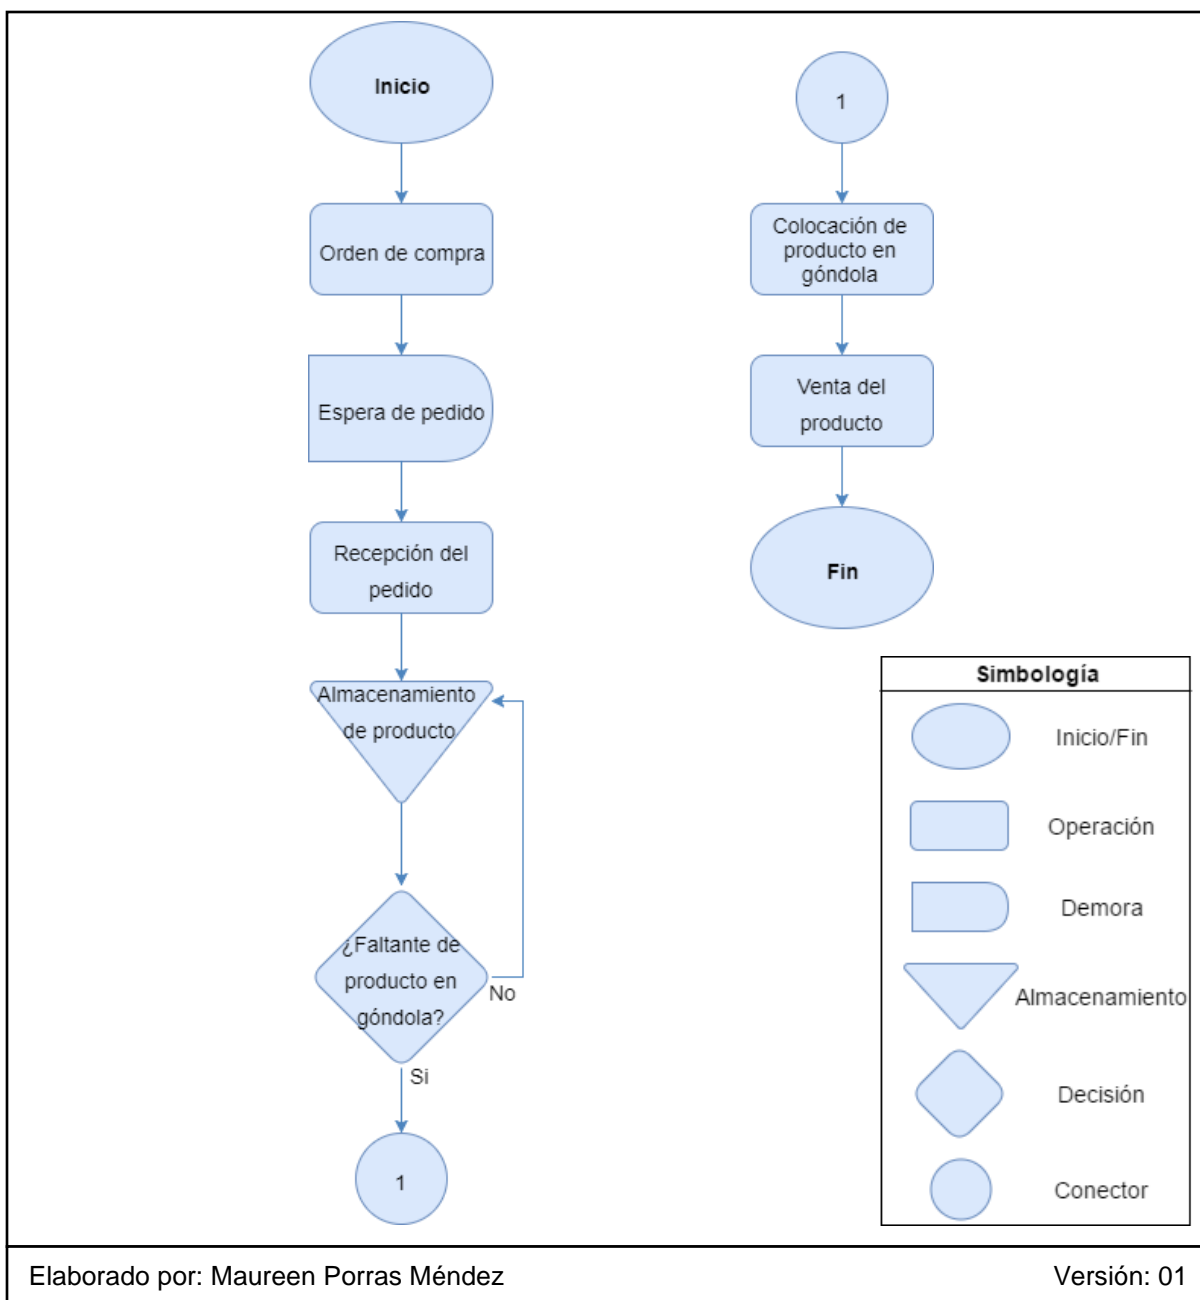 Inicio
Orden de compra
Espera de pedido
Recepción del
pedido
Almacenamiento
de producto
¿Faltante de
producto en
góndola?
No
Si
1
1
Colocación de
producto en
góndola
Venta del
producto
Fin
Simbología
Inicio/Fin
Operación
Demora
Almacenamiento
Decisión
Conector
Elaborado por: Maureen Porras Méndez
Versión: 01